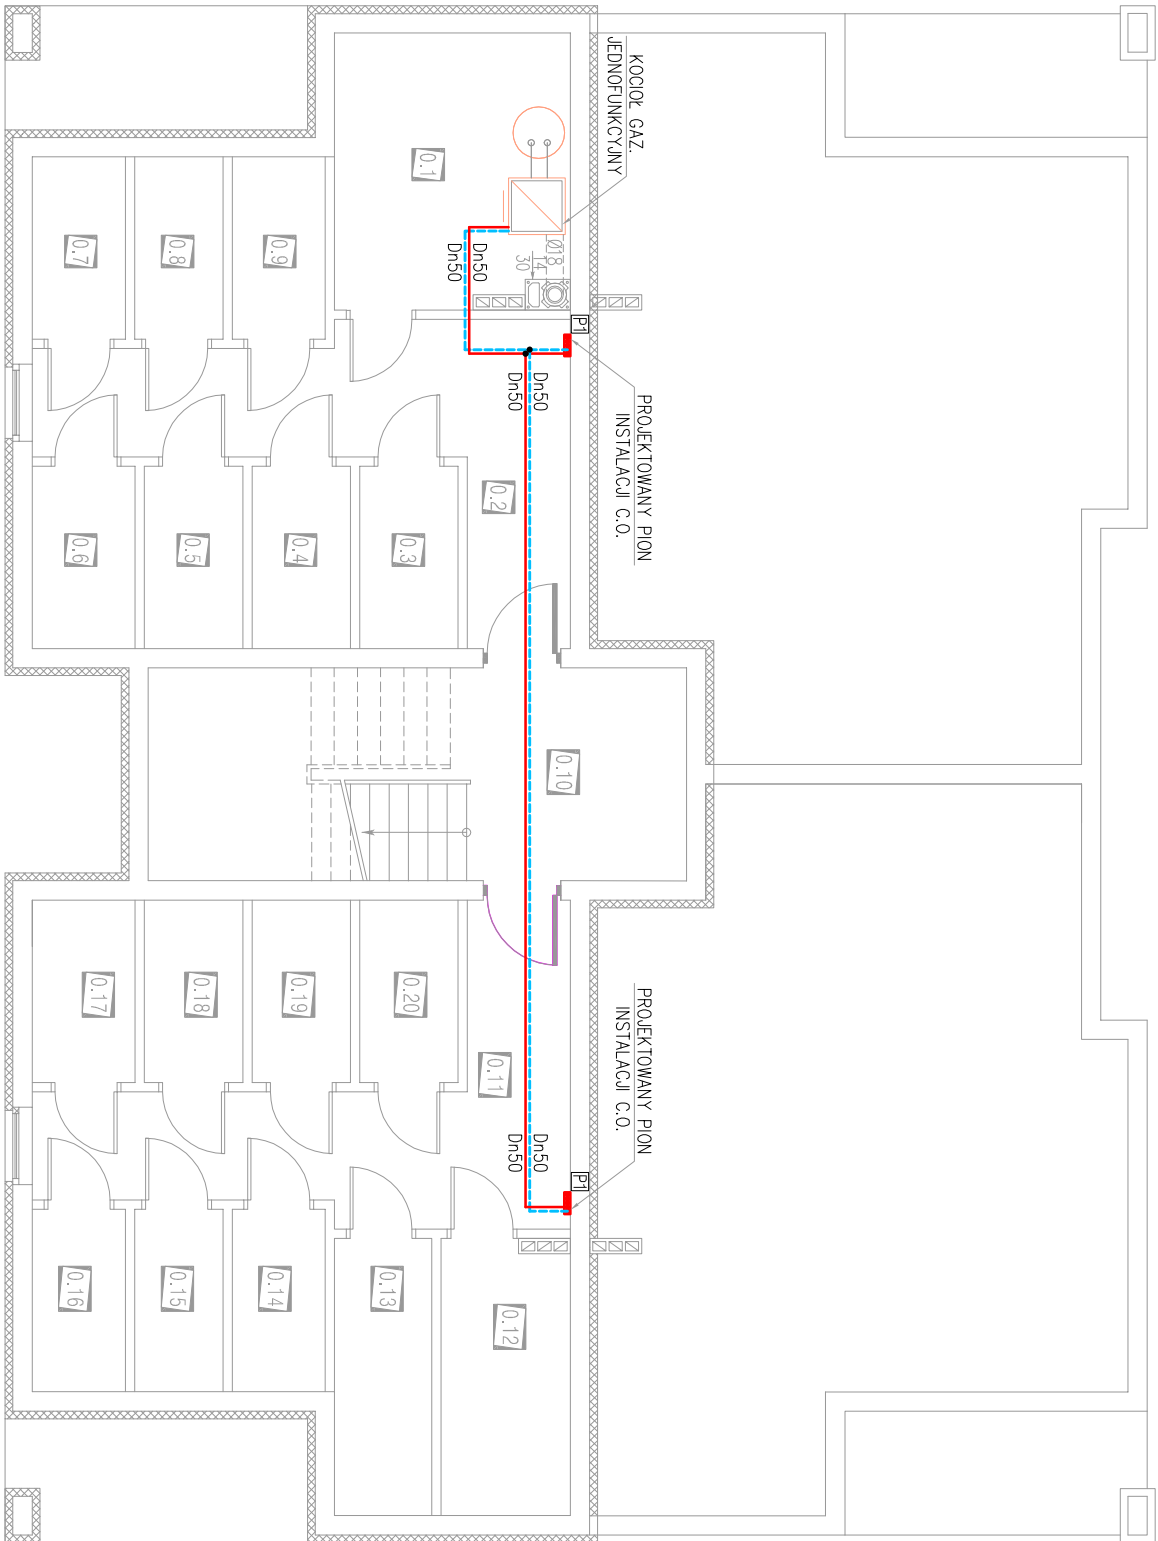 KOCIOŁ GAZ.
JEDNOFUNKCYJNY
0.1
Ø18
14
30
Dn50
Dn50
P1
PROJEKTOWANY PION
INSTALACJI C.O.
Dn50
Dn50
0.9
0.8
0.7
0.2
0.3
0.4
0.5
0.6
0.10
0.20
0.19
0.18
0.17
0.11
PROJEKTOWANY PION
INSTALACJI C.O.
Dn50
Dn50
P1
0.12
0.13
0.14
0.15
0.16